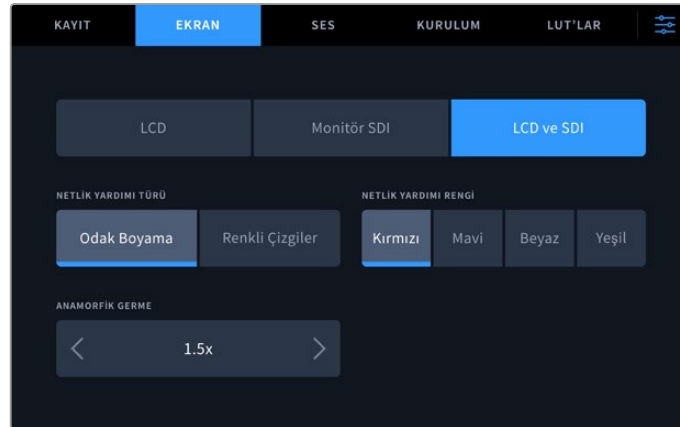 KAYIT EKRAN SES KURULUM LUT'LAR
LCD Monitör SDI LCD ve SDI
NETLİK YARDIMI TÜRÜ NETLİK YARDIMI RENGİ
Odak Boyama Renkli Çizgiler Kırmızı Mavi Beyaz Yeşil
ANAMORFİK GERME
1.5x